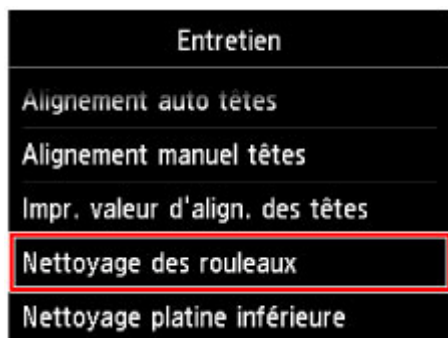 Entretien
Alignement auto têtes
Alignement manuel têtes
Impr. valeur d'align. des têtes
Nettoyage des rouleaux
Nettoyage platine inférieure